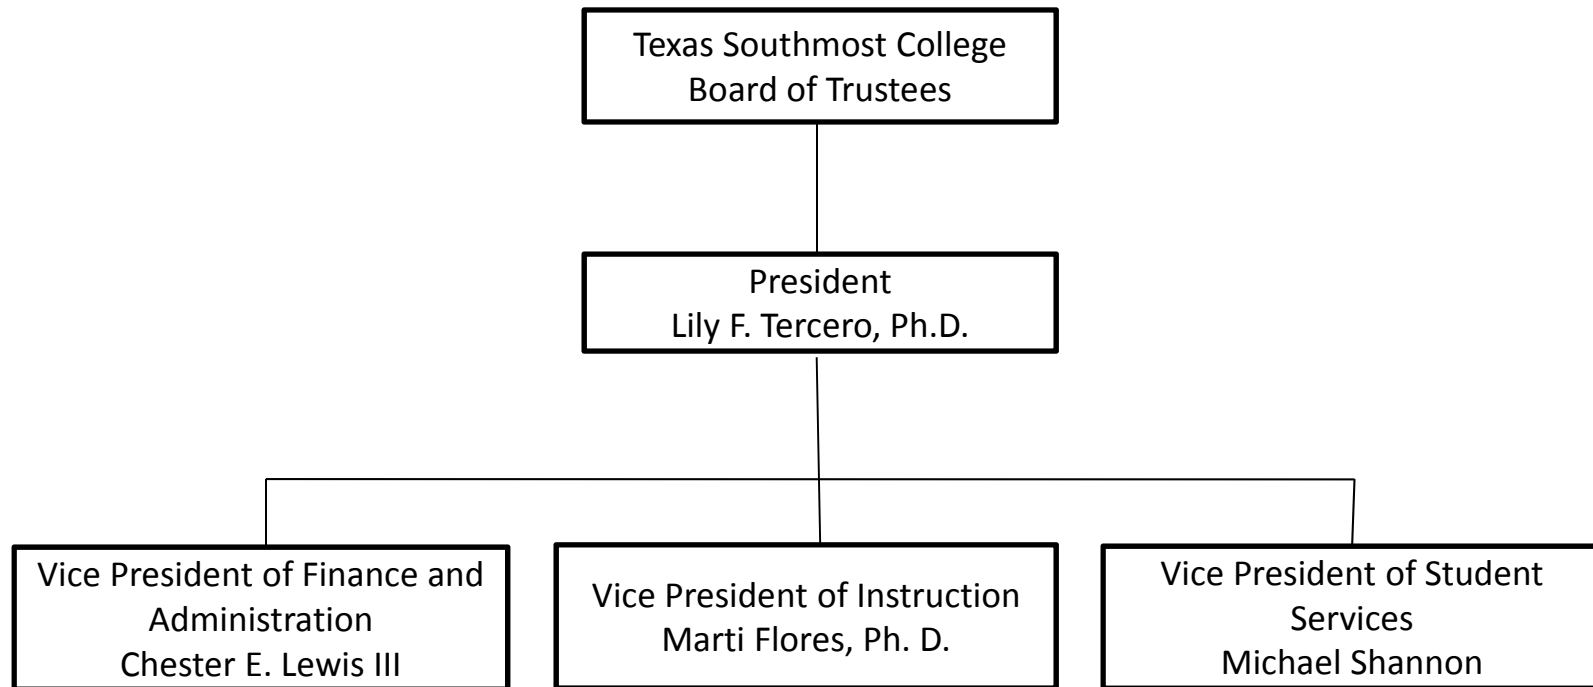 Texas Southmost College
Board of Trustees
President
Lily F. Tercero, Ph.D.
Vice President of Finance and
Administration
Chester E. Lewis III
Vice President of Instruction
Marti Flores, Ph. D.
Vice President of Student
Services
Michael Shannon